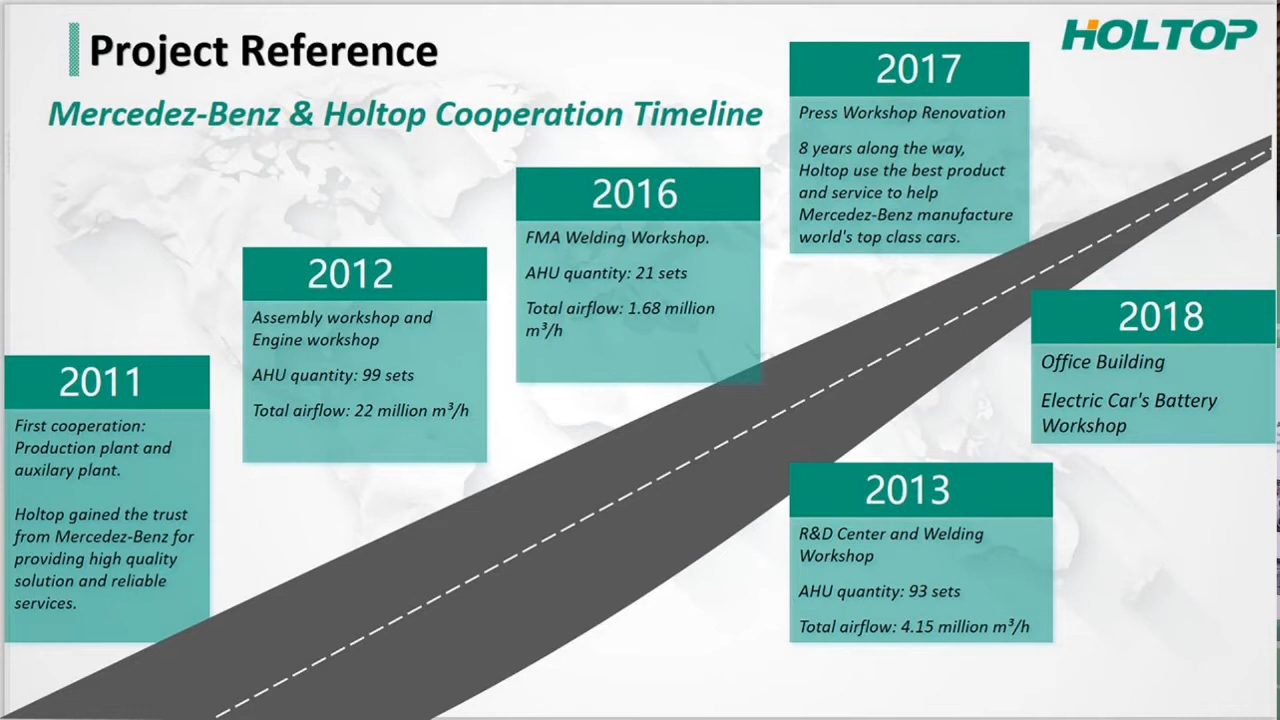 Project Reference
HOLTOP
Mercedez-Benz & Holtop Cooperation Timeline
2011
First cooperation:
Production plant and
auxilary plant.
Holtop gained the trust
from Mercedez-Benz for
providing high quality
solution and reliable
services.
2012
Assembly workshop and
Engine workshop
AHU quantity: 99 sets
Total airflow: 22 million m³/h
2016
FMA Welding Workshop.
AHU quantity: 21 sets
Total airflow: 1.68 million
m³/h
2017
Press Workshop Renovation
8 years along the way,
Holtop use the best product
and service to help
Mercedez-Benz manufacture
world's top class cars.
2018
Office Building
Electric Car's Battery
Workshop
2013
R&D Center and Welding
Workshop
AHU quantity: 93 sets
Total airflow: 4.15 million m³/h